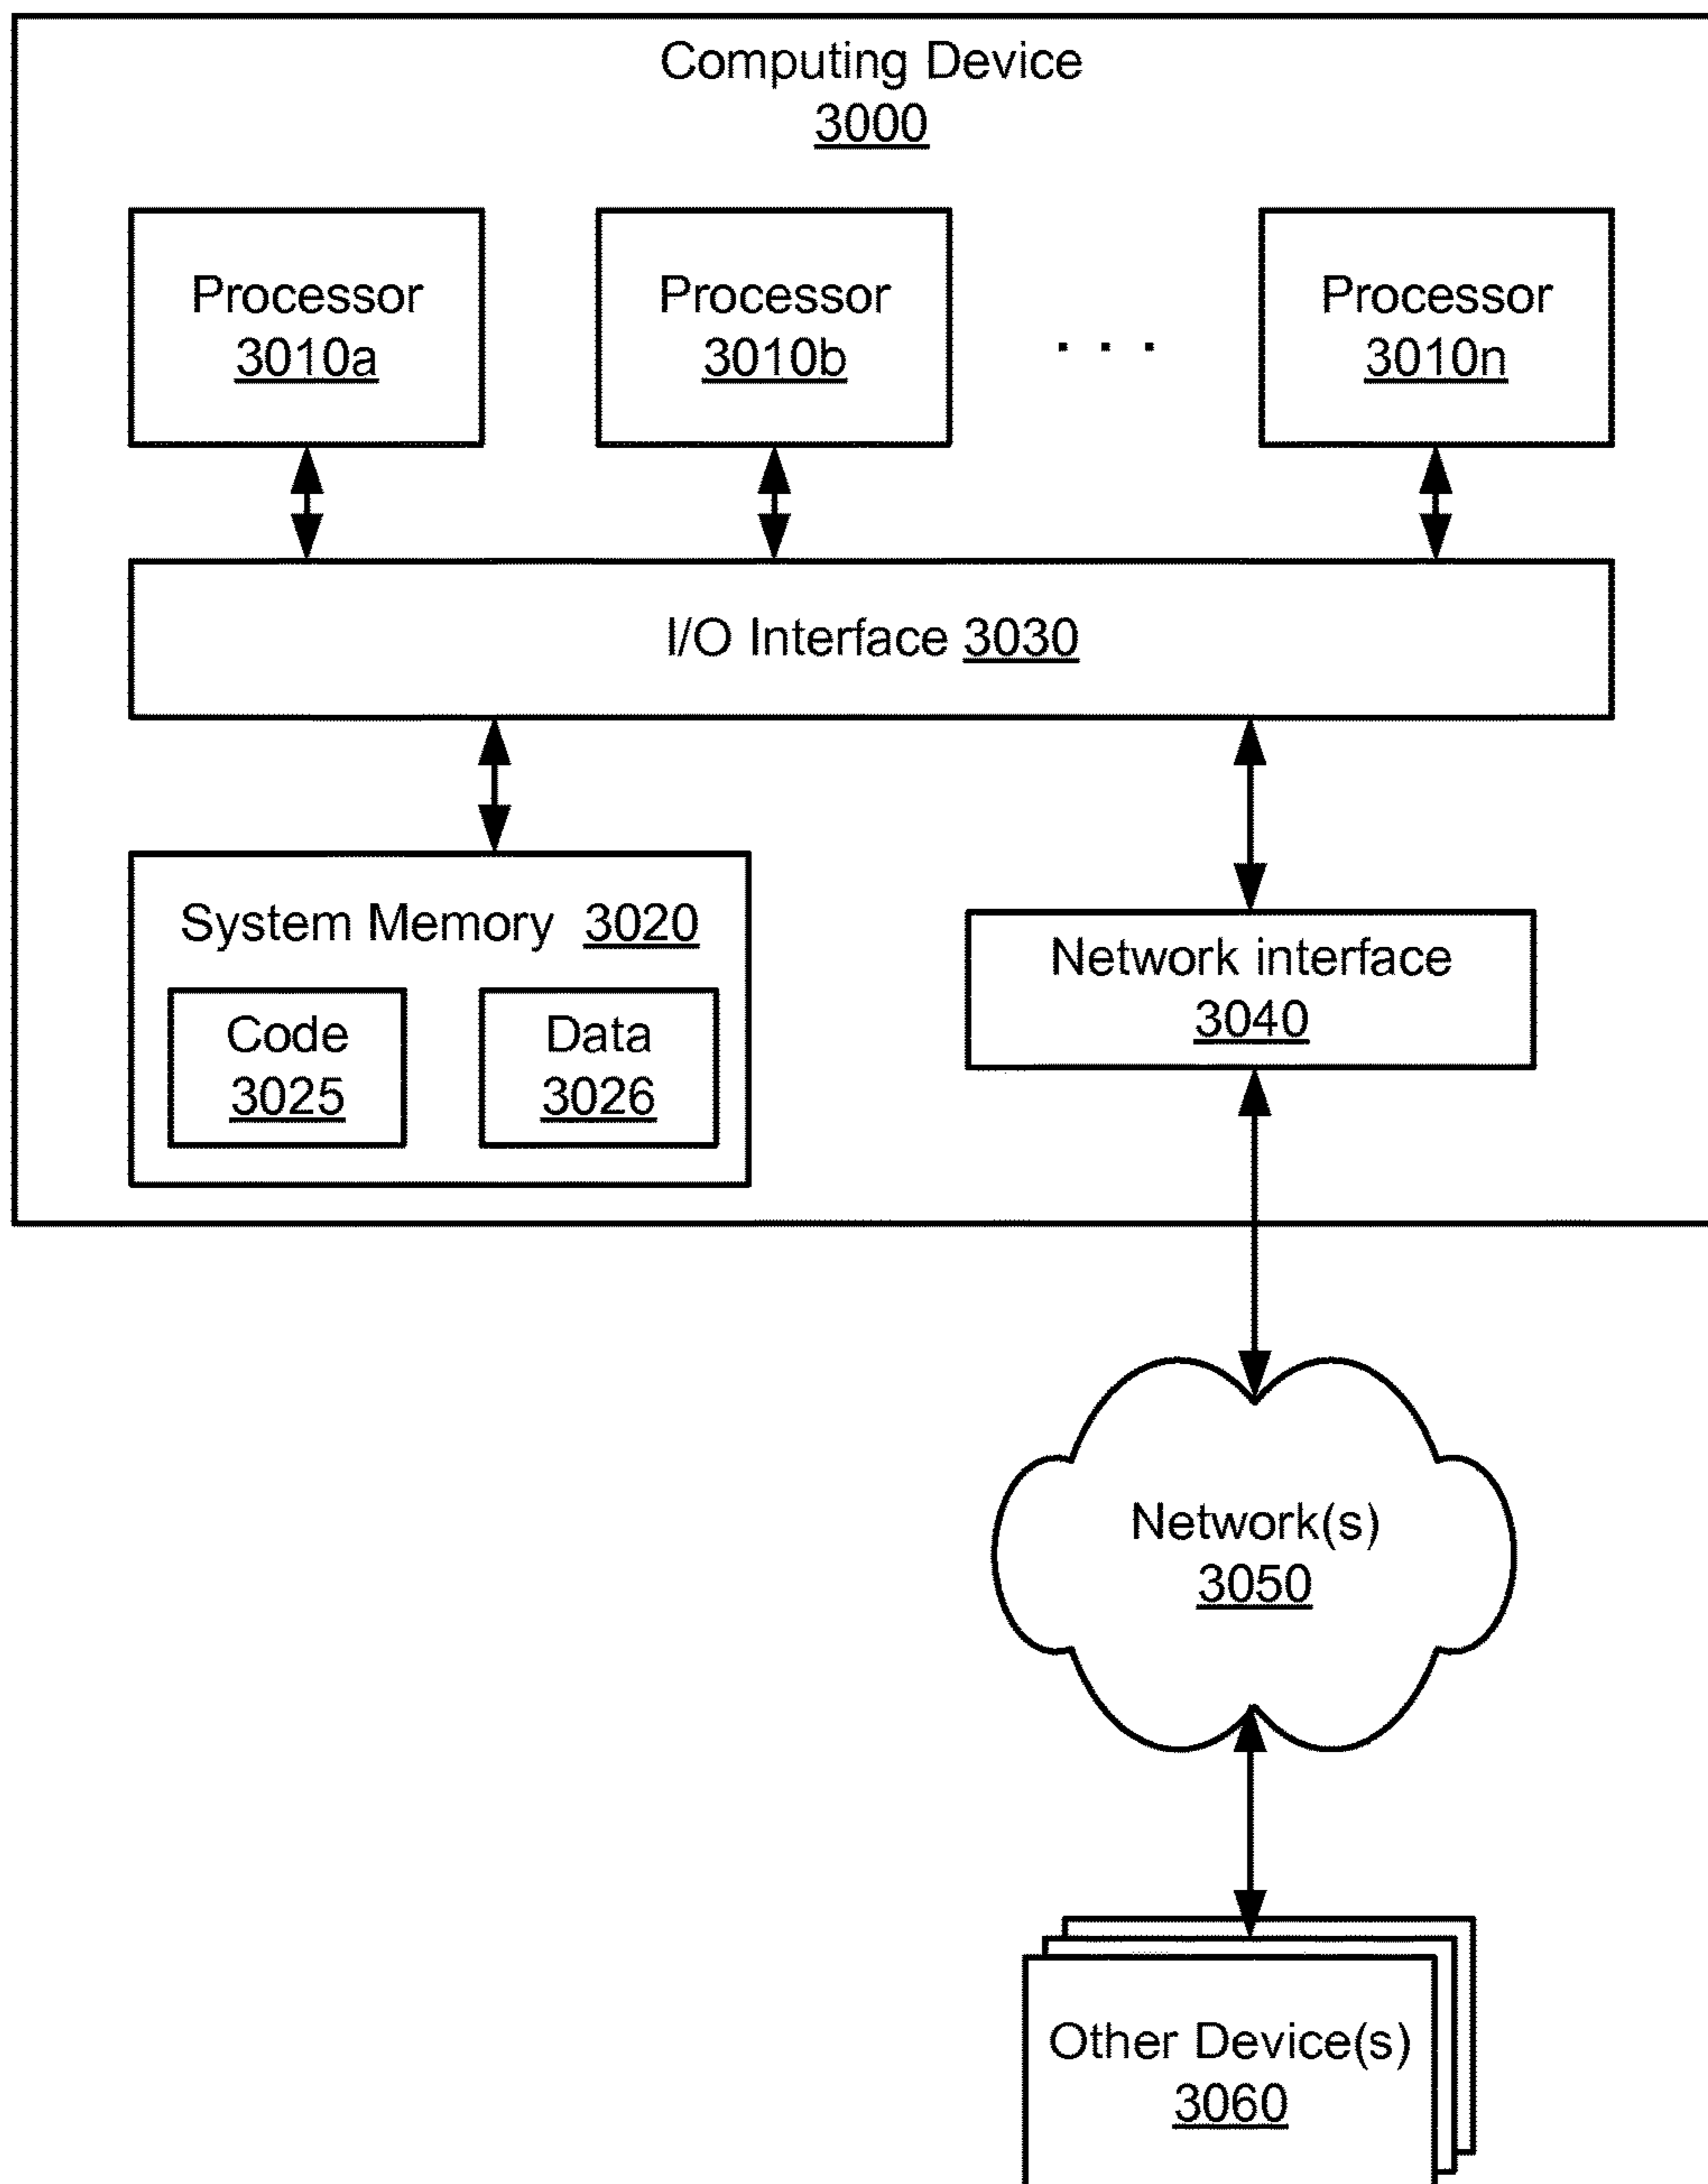 Computing Device
3000
Processor
3010a
Processor
3010b
. . .
Processor
3010n
I/O Interface 3030
System Memory 3020
Code
3025
Data
3026
Network interface
3040
Network(s)
3050
Other Device(s)
3060